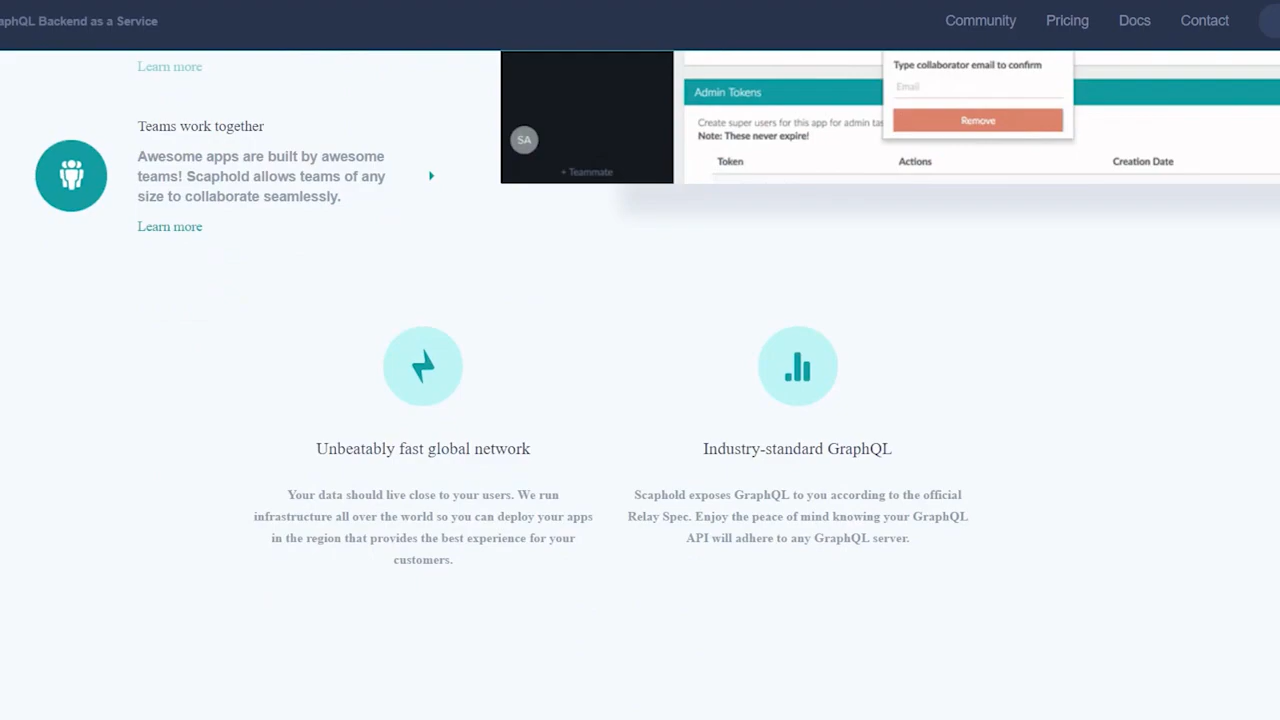 GraphQL Backend as a Service
Community Pricing Docs Contact
Learn more
Teams work together
Awesome apps are built by awesome
teams! Scaphold allows teams of any
size to collaborate seamlessly.
Learn more
SA
+ Teammate
Type collaborator email to confirm
Email
Remove
Admin Tokens
Create super users for this app for admin
Note: These never expire!
Token Actions Creation Date
Unbeatably fast global network
Your data should live close to your users. We run
infrastructure all over the world so you can deploy your apps
in the region that provides the best experience for your
customers.
Industry-standard GraphQL
Scaphold exposes GraphQL to you according to the official
Relay Spec. Enjoy the peace of mind knowing your GraphQL
API will adhere to any GraphQL server.